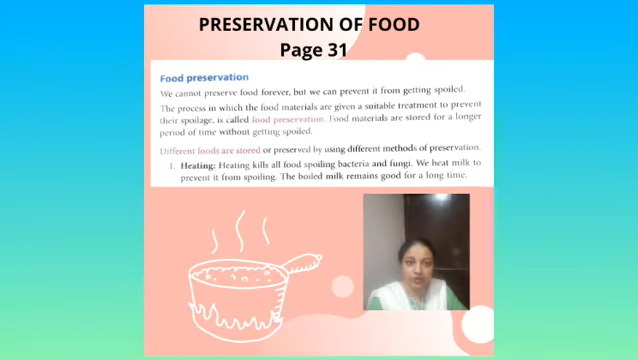 PRESERVATION OF FOOD
Page 31
Food preservation
We cannot preserve food forever, but we can prevent it from getting spoiled.
The process in which the food materials are given a suitable treatment to prevent
their spoilage, is called food preservation. Food materials are stored for a longer
period of time without getting spoiled.
Different foods are stored or preserved by using different methods of preservation.
1. Heating: Heating kills all food spoiling bacteria and fungi. We heat milk to
prevent it from spoiling. The boiled milk remains good for a long time.